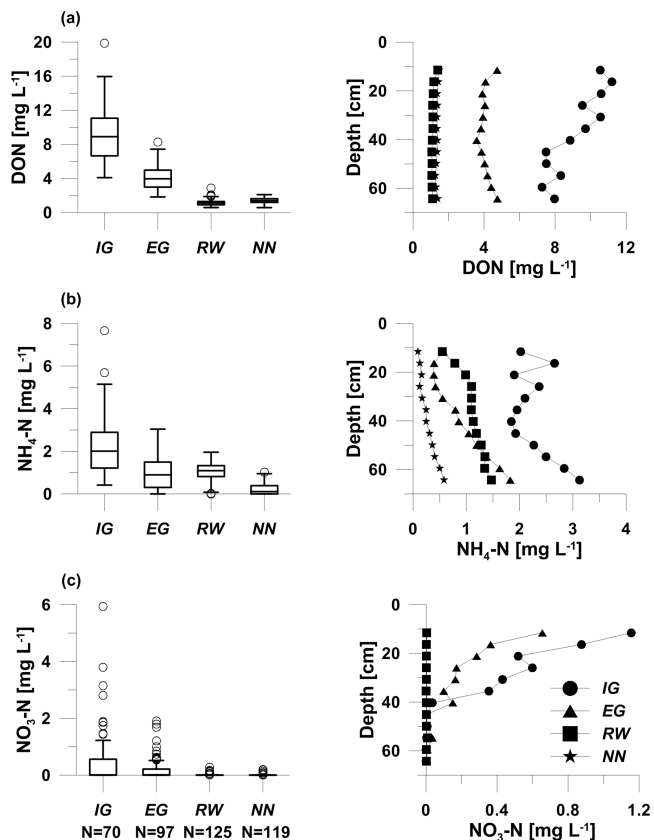 (a)
DON [mg L-1]
20
16
12
8
4
0
IG EG RW NN
Depth [cm]
0
20
40
60
0 4 8 12
DON [mg L-1]
(b)
NH4-N [mg L-1]
8
6
4
2
0
IG EG RW NN
Depth [cm]
0
20
40
60
0 1 2 3 4
NH4-N [mg L-1]
(c)
NO3-N [mg L-1]
6
4
2
0
IG EG RW NN
N=70 N=97 N=125 N=119
Depth [cm]
0
20
40
60
IG
EG
RW
NN
0 0.4 0.8 1.2
NO3-N [mg L-1]